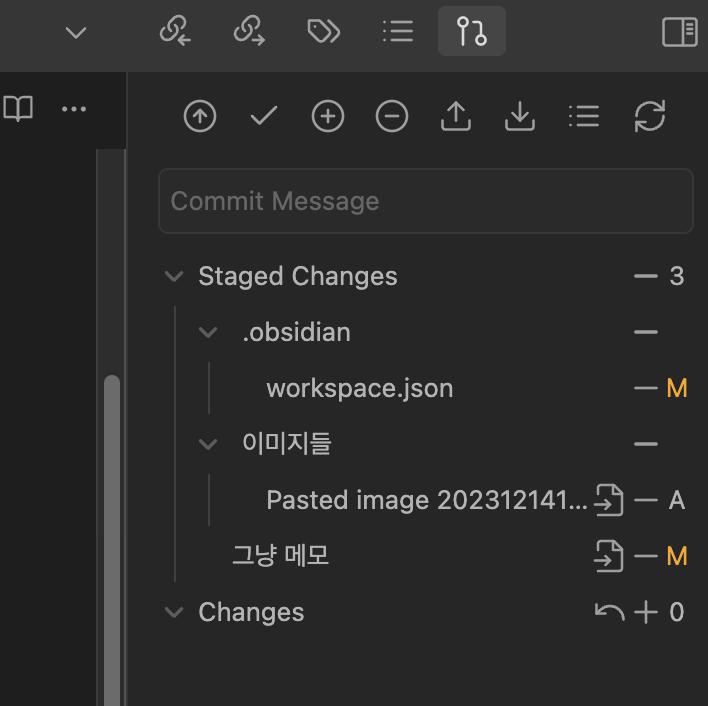 Commit Message
Staged Changes 3
.obsidian
workspace.json M
이미지들
Pasted image 202312141... A
그냥 메모 M
Changes 0